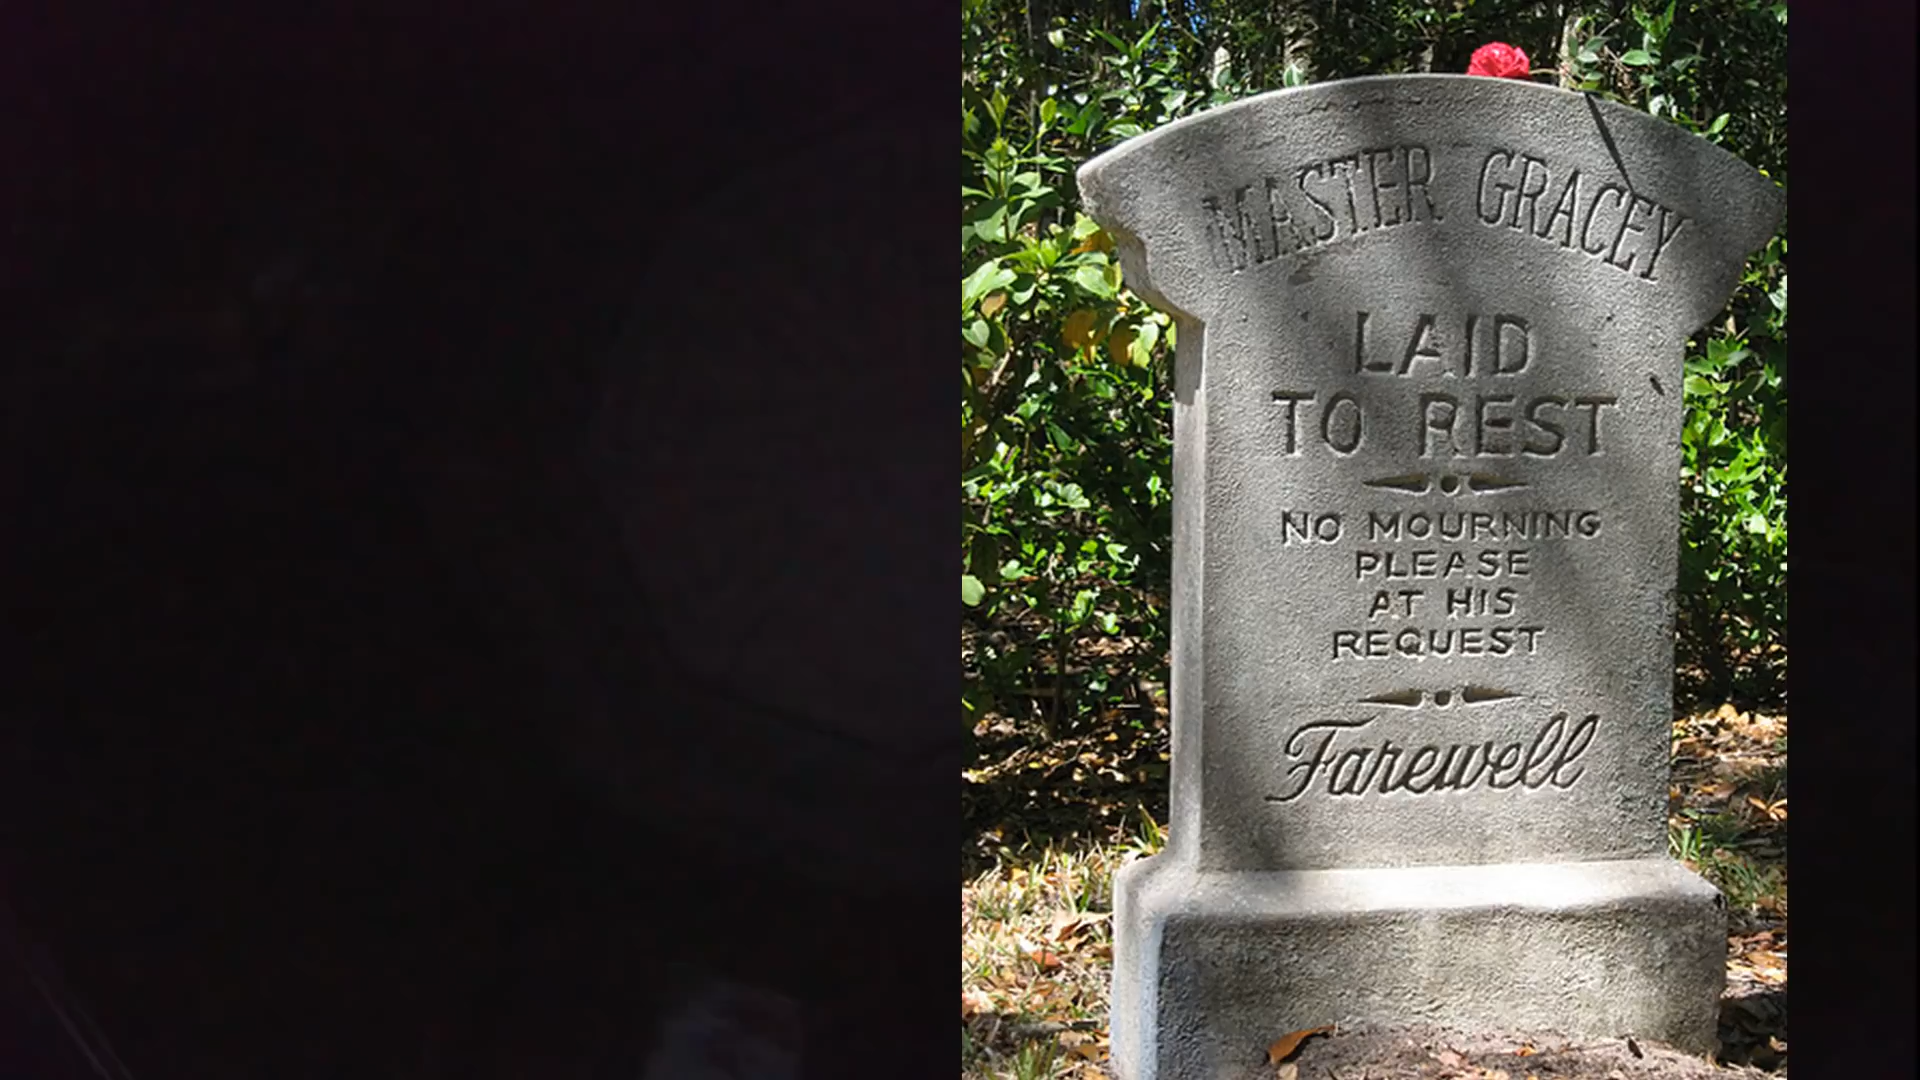 MASTER GRACEY
LAID
TO REST
NO MOURNING
PLEASE
AT HIS
REQUEST
Farewell